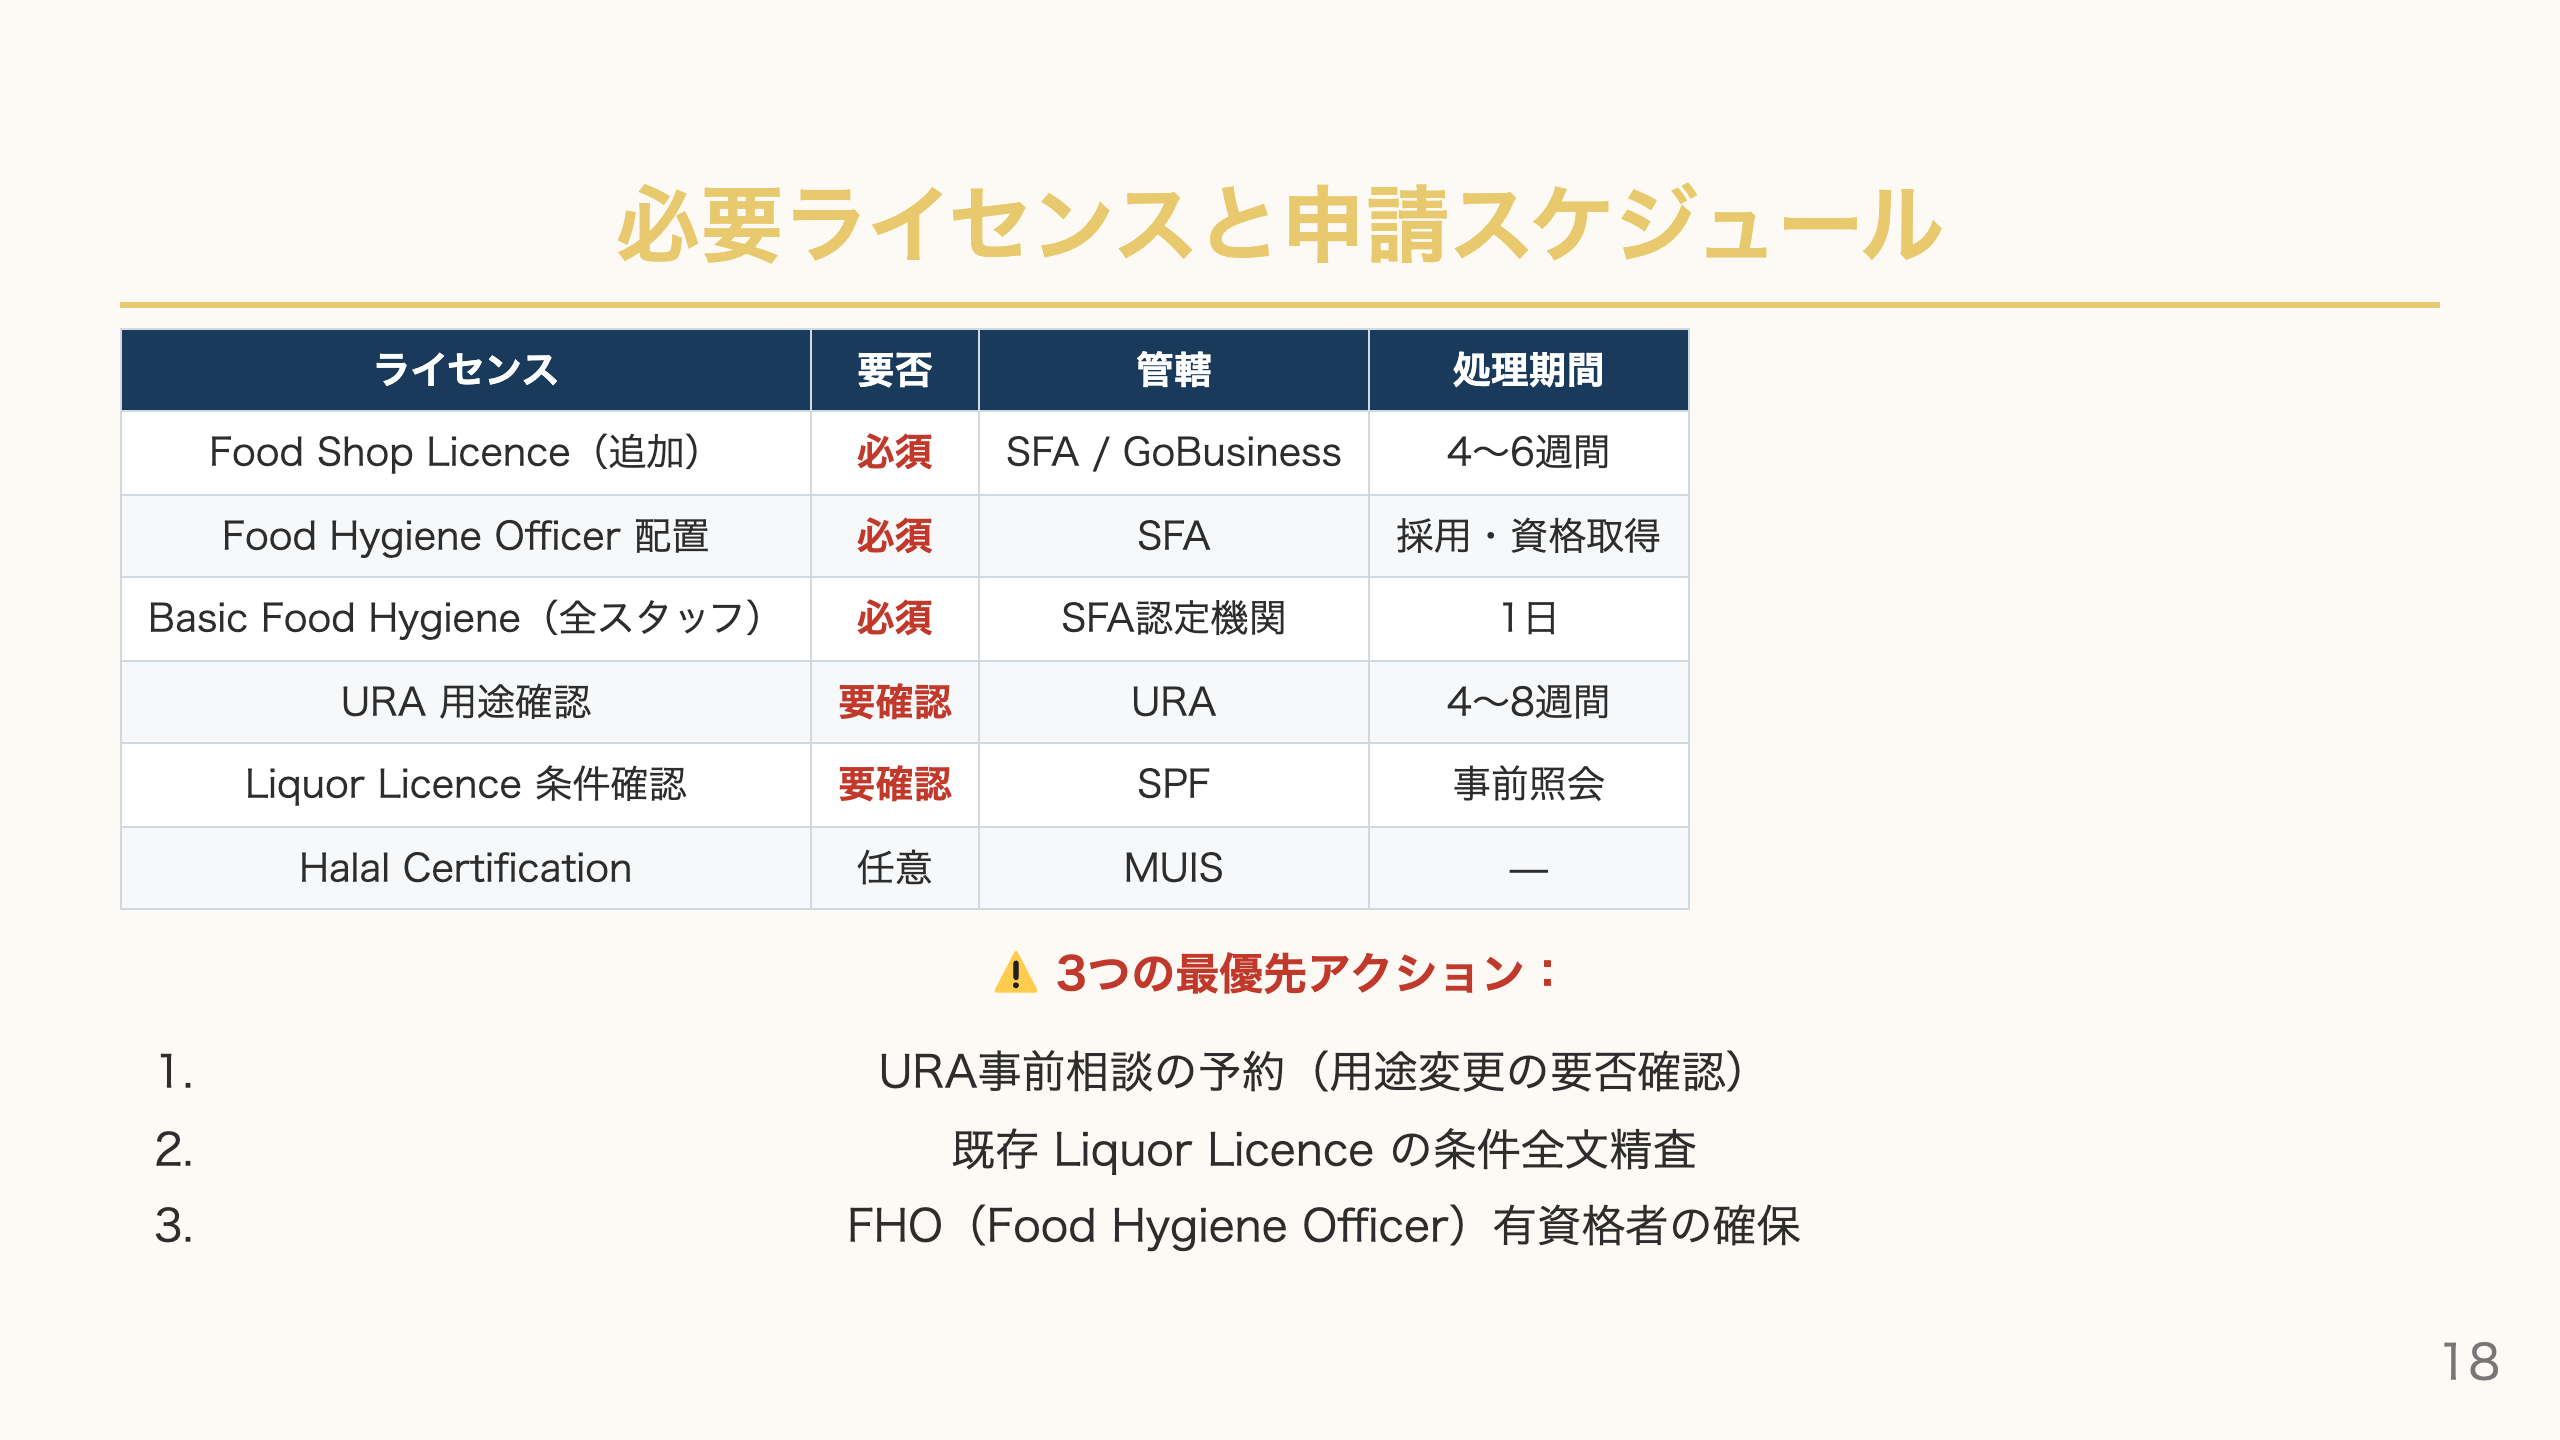 必要ライセンスと申請スケジュール
ライセンス 要否 管轄 処理期間
Food Shop Licence（追加） 必須 SFA / GoBusiness 4〜6週間
Food Hygiene Officer 配置 必須 SFA 採用・資格取得
Basic Food Hygiene（全スタッフ） 必須 SFA認定機関 1日
URA 用途確認 要確認 URA 4〜8週間
Liquor Licence 条件確認 要確認 SPF 事前照会
Halal Certification 任意 MUIS —
⚠️ 3つの最優先アクション：
1. URA事前相談の予約（用途変更の要否確認）
2. 既存 Liquor Licence の条件全文精査
3. FHO（Food Hygiene Officer）有資格者の確保
18